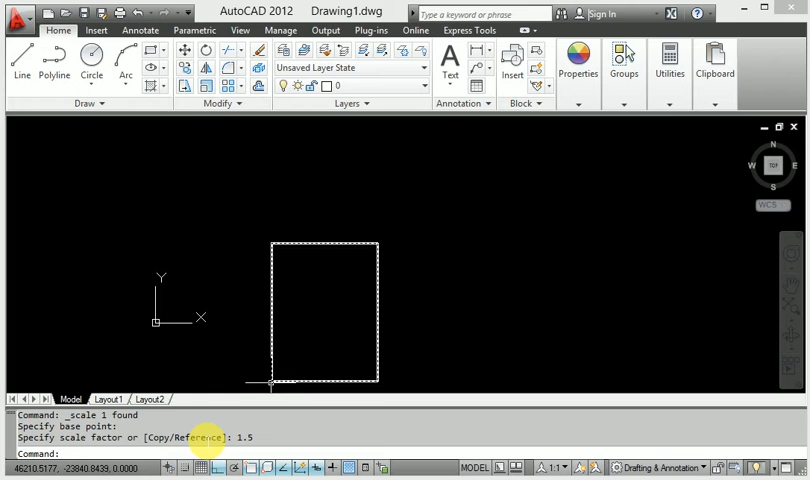 AutoCAD 2012 Drawing1.dwg
Type a keyword or phrase
Sign In
Home Insert Annotate Parametric View Manage Output Plug-ins Online Express Tools
Line Polyline Circle Arc
Unsaved Layer State
0
Text Insert Properties Groups Utilities Clipboard
Draw Modify Layers Annotation Block
N
W TOP E
S
WCS
Y
X
Model Layout1 Layout2
Command: _scale 1 found
Specify base point:
Specify scale factor or [Copy/Reference]: 1.5
Command:
46210.5177, -23840.8439, 0.0000 MODEL 1:1 Drafting & Annotation